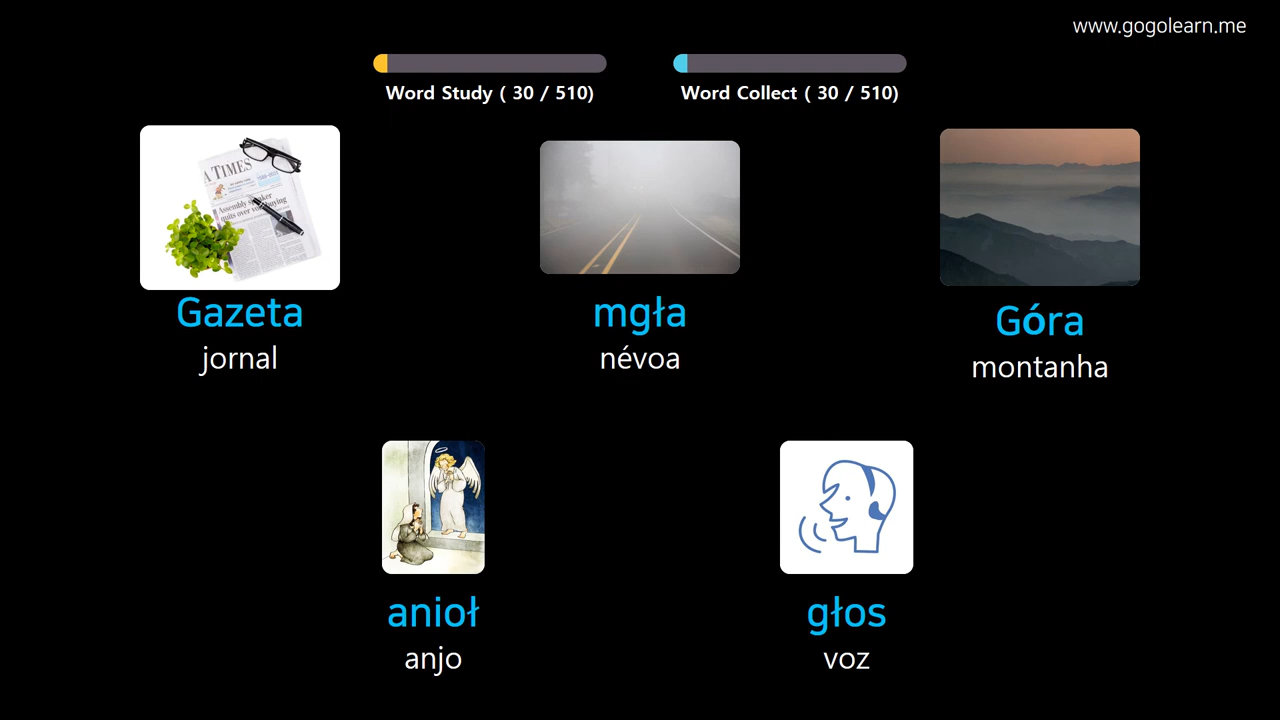 www.gogolearn.me
Word Study ( 30 / 510)
Word Collect ( 30 / 510)
A TIMES
Gazeta
jornal
mgła
névoa
Góra
montanha
anioł
anjo
głos
voz